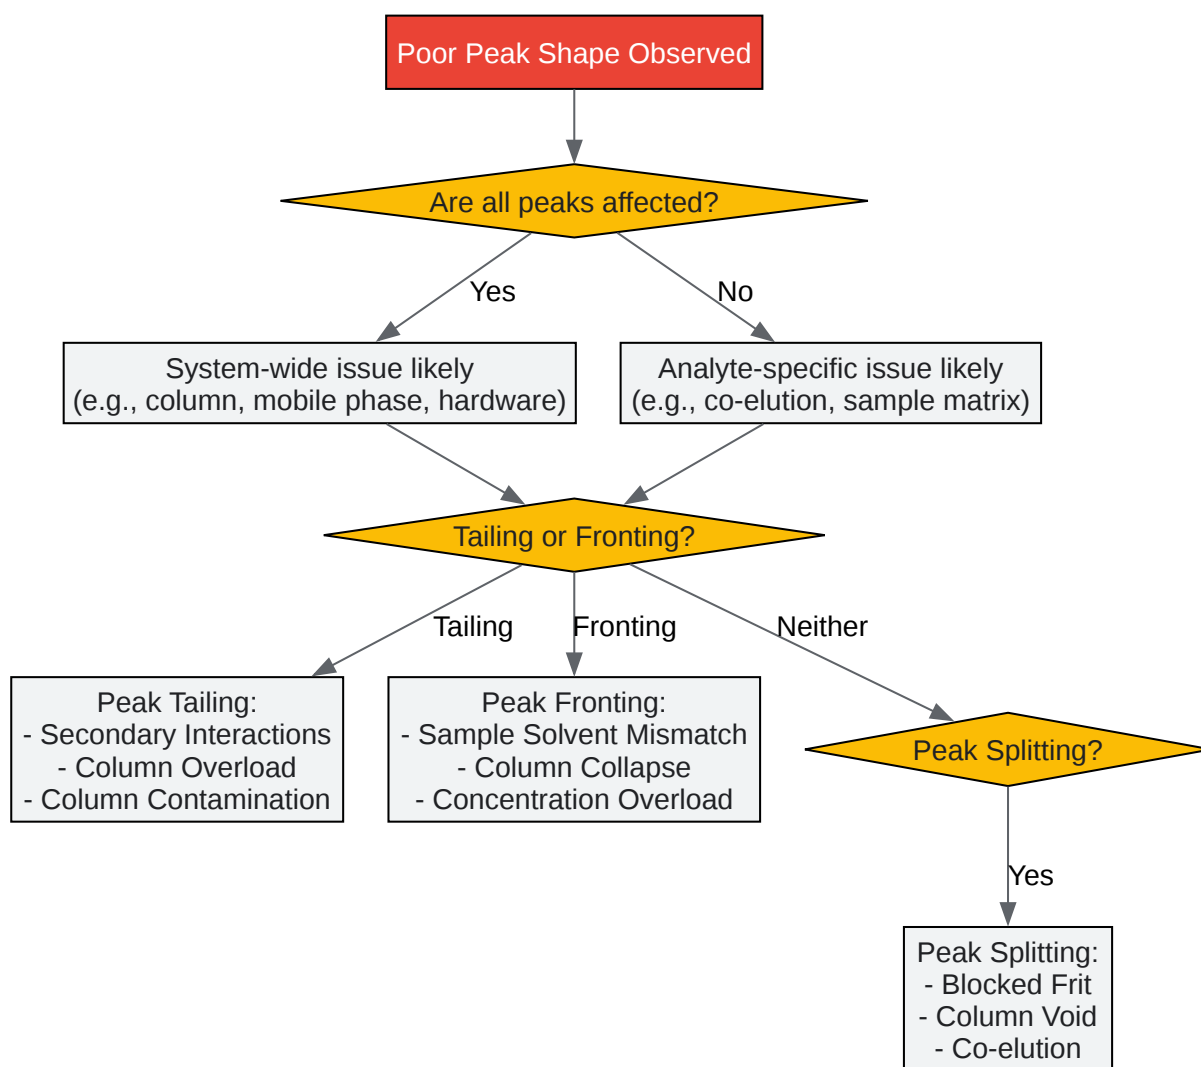 Poor Peak Shape Observed
Are all peaks affected?
Yes
No
System-wide issue likely
(e.g., column, mobile phase, hardware)
Analyte-specific issue likely
(e.g., co-elution, sample matrix)
Tailing or Fronting?
Tailing
Fronting
Neither
Peak Tailing:
- Secondary Interactions
- Column Overload
- Column Contamination
Peak Fronting:
- Sample Solvent Mismatch
- Column Collapse
- Concentration Overload
Peak Splitting?
Yes
Peak Splitting:
- Blocked Frit
- Column Void
- Co-elution